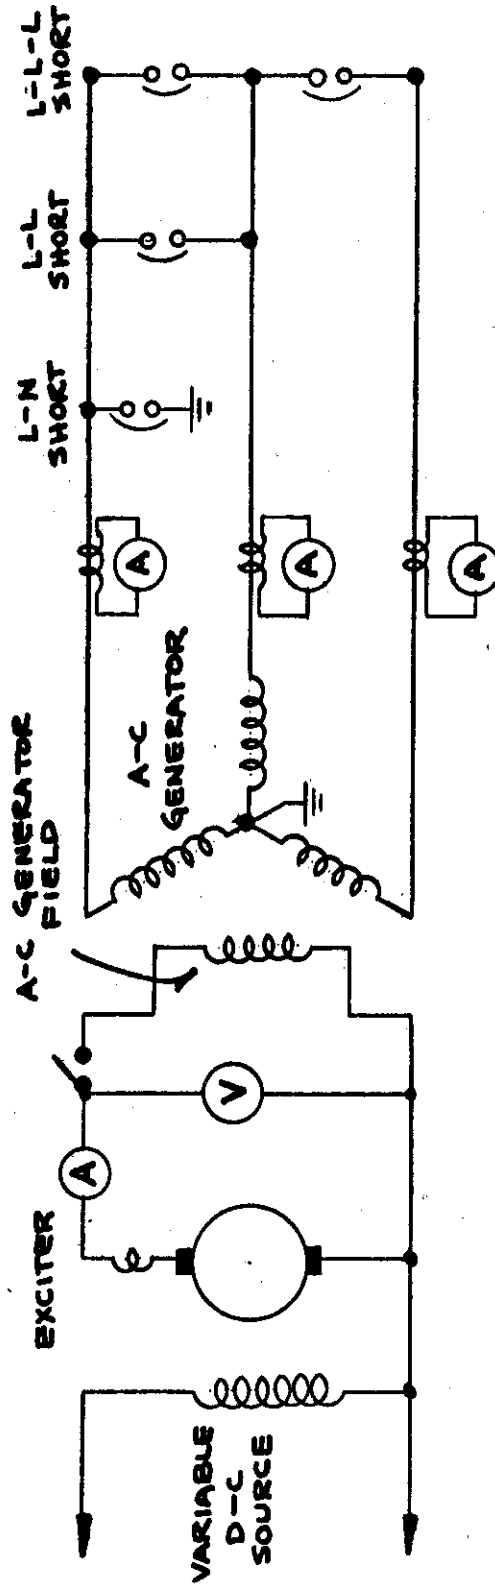 VARIABLE
D-C
SOURCE
EXCITER
A
V
A-C GENERATOR
FIELD
A-C
GENERATOR
A
A
A
L-N
SHORT
L-L
SHORT
L-L-L
SHORT